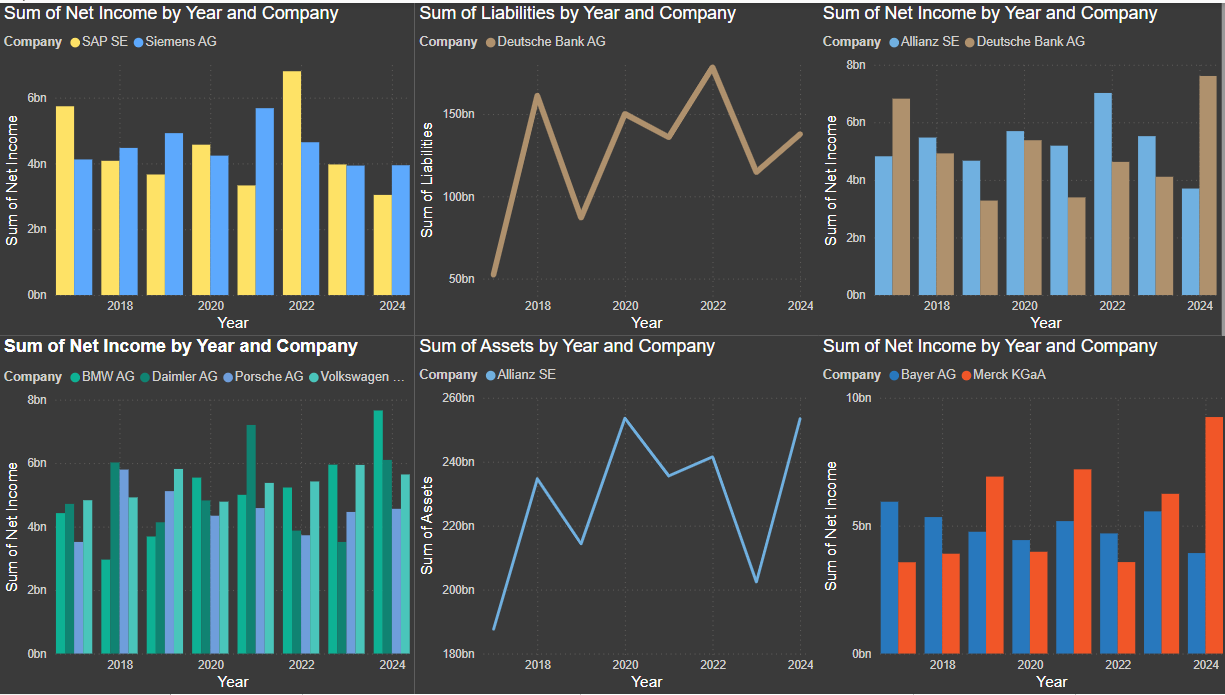 Sum of Net Income by Year and Company
Company SAP SE Siemens AG
6bn
4bn
2bn
0bn
Sum of Net Income
2018 2020 2022 2024
Year
Sum of Liabilities by Year and Company
Company Deutsche Bank AG
150bn
100bn
50bn
Sum of Liabilities
2018 2020 2022 2024
Year
Sum of Net Income by Year and Company
Company Allianz SE Deutsche Bank AG
8bn
6bn
4bn
2bn
0bn
Sum of Net Income
2018 2020 2022 2024
Year
Sum of Net Income by Year and Company
Company BMW AG Daimler AG Porsche AG Volkswagen ...
8bn
6bn
4bn
2bn
0bn
Sum of Net Income
2018 2020 2022 2024
Year
Sum of Assets by Year and Company
Company Allianz SE
260bn
240bn
220bn
200bn
180bn
Sum of Assets
2018 2020 2022 2024
Year
Sum of Net Income by Year and Company
Company Bayer AG Merck KGaA
10bn
5bn
0bn
Sum of Net Income
2018 2020 2022 2024
Year